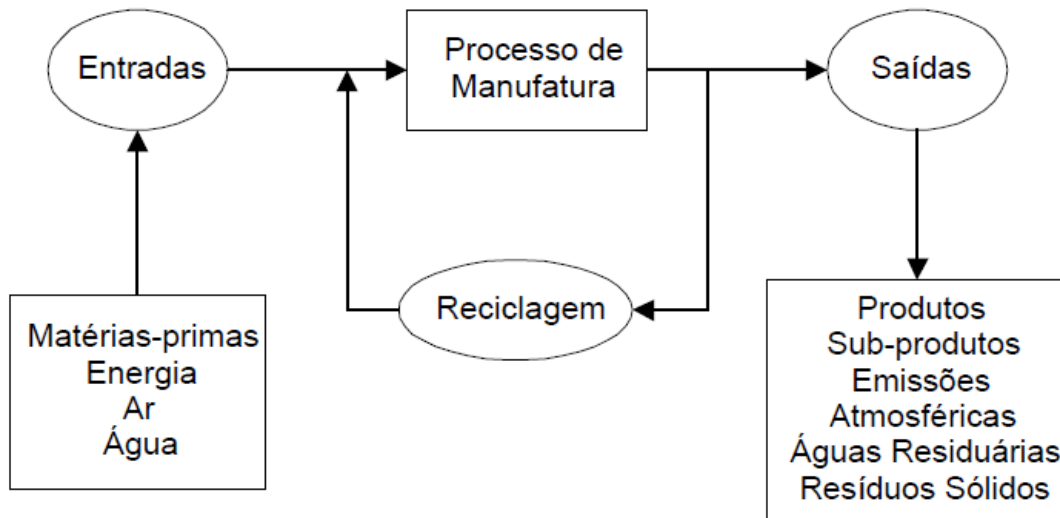 Entradas
Processo de
Manufatura
Saídas
Reciclagem
Matérias-primas
Energia
Ar
Água
Produtos
Sub-produtos
Emissões
Atmosféricas
Águas Residuárias
Resíduos Sólidos